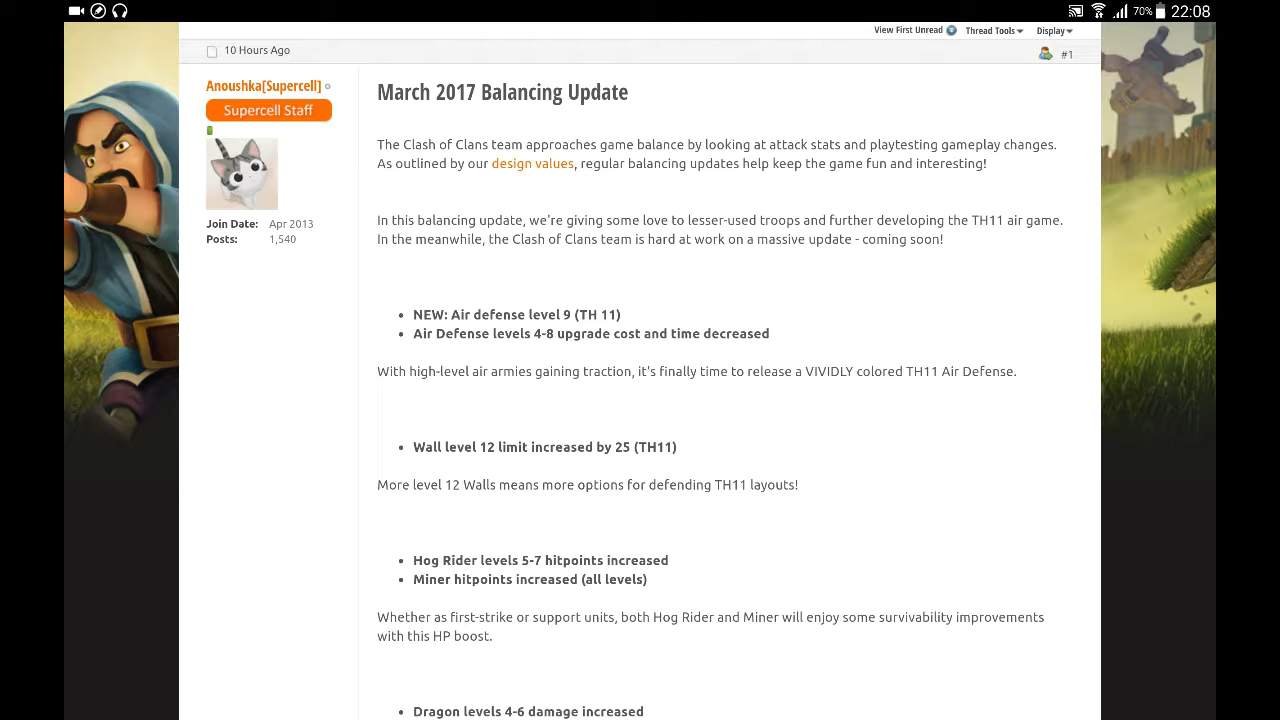 70% 22:08
View First Unread Thread Tools Display
10 Hours Ago #1
Anoushka[Supercell]
Supercell Staff
Join Date: Apr 2013
Posts: 1,540
March 2017 Balancing Update
The Clash of Clans team approaches game balance by looking at attack stats and playtesting gameplay changes.
As outlined by our design values, regular balancing updates help keep the game fun and interesting!
In this balancing update, we're giving some love to lesser-used troops and further developing the TH11 air game.
In the meanwhile, the Clash of Clans team is hard at work on a massive update - coming soon!
• NEW: Air defense level 9 (TH 11)
• Air Defense levels 4-8 upgrade cost and time decreased
With high-level air armies gaining traction, it's finally time to release a VIVIDLY colored TH11 Air Defense.
• Wall level 12 limit increased by 25 (TH11)
More level 12 Walls means more options for defending TH11 layouts!
• Hog Rider levels 5-7 hitpoints increased
• Miner hitpoints increased (all levels)
Whether as first-strike or support units, both Hog Rider and Miner will enjoy some survivability improvements
with this HP boost.
• Dragon levels 4-6 damage increased